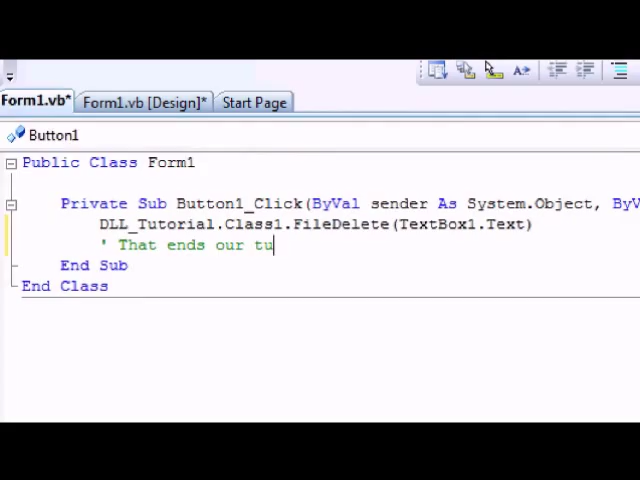 Form1.vb* Form1.vb [Design]* Start Page
Button1
Public Class Form1
Private Sub Button1_Click(ByVal sender As System.Object, ByV
DLL_Tutorial.Class1.FileDelete(TextBox1.Text)
' That ends our tu
End Sub
End Class